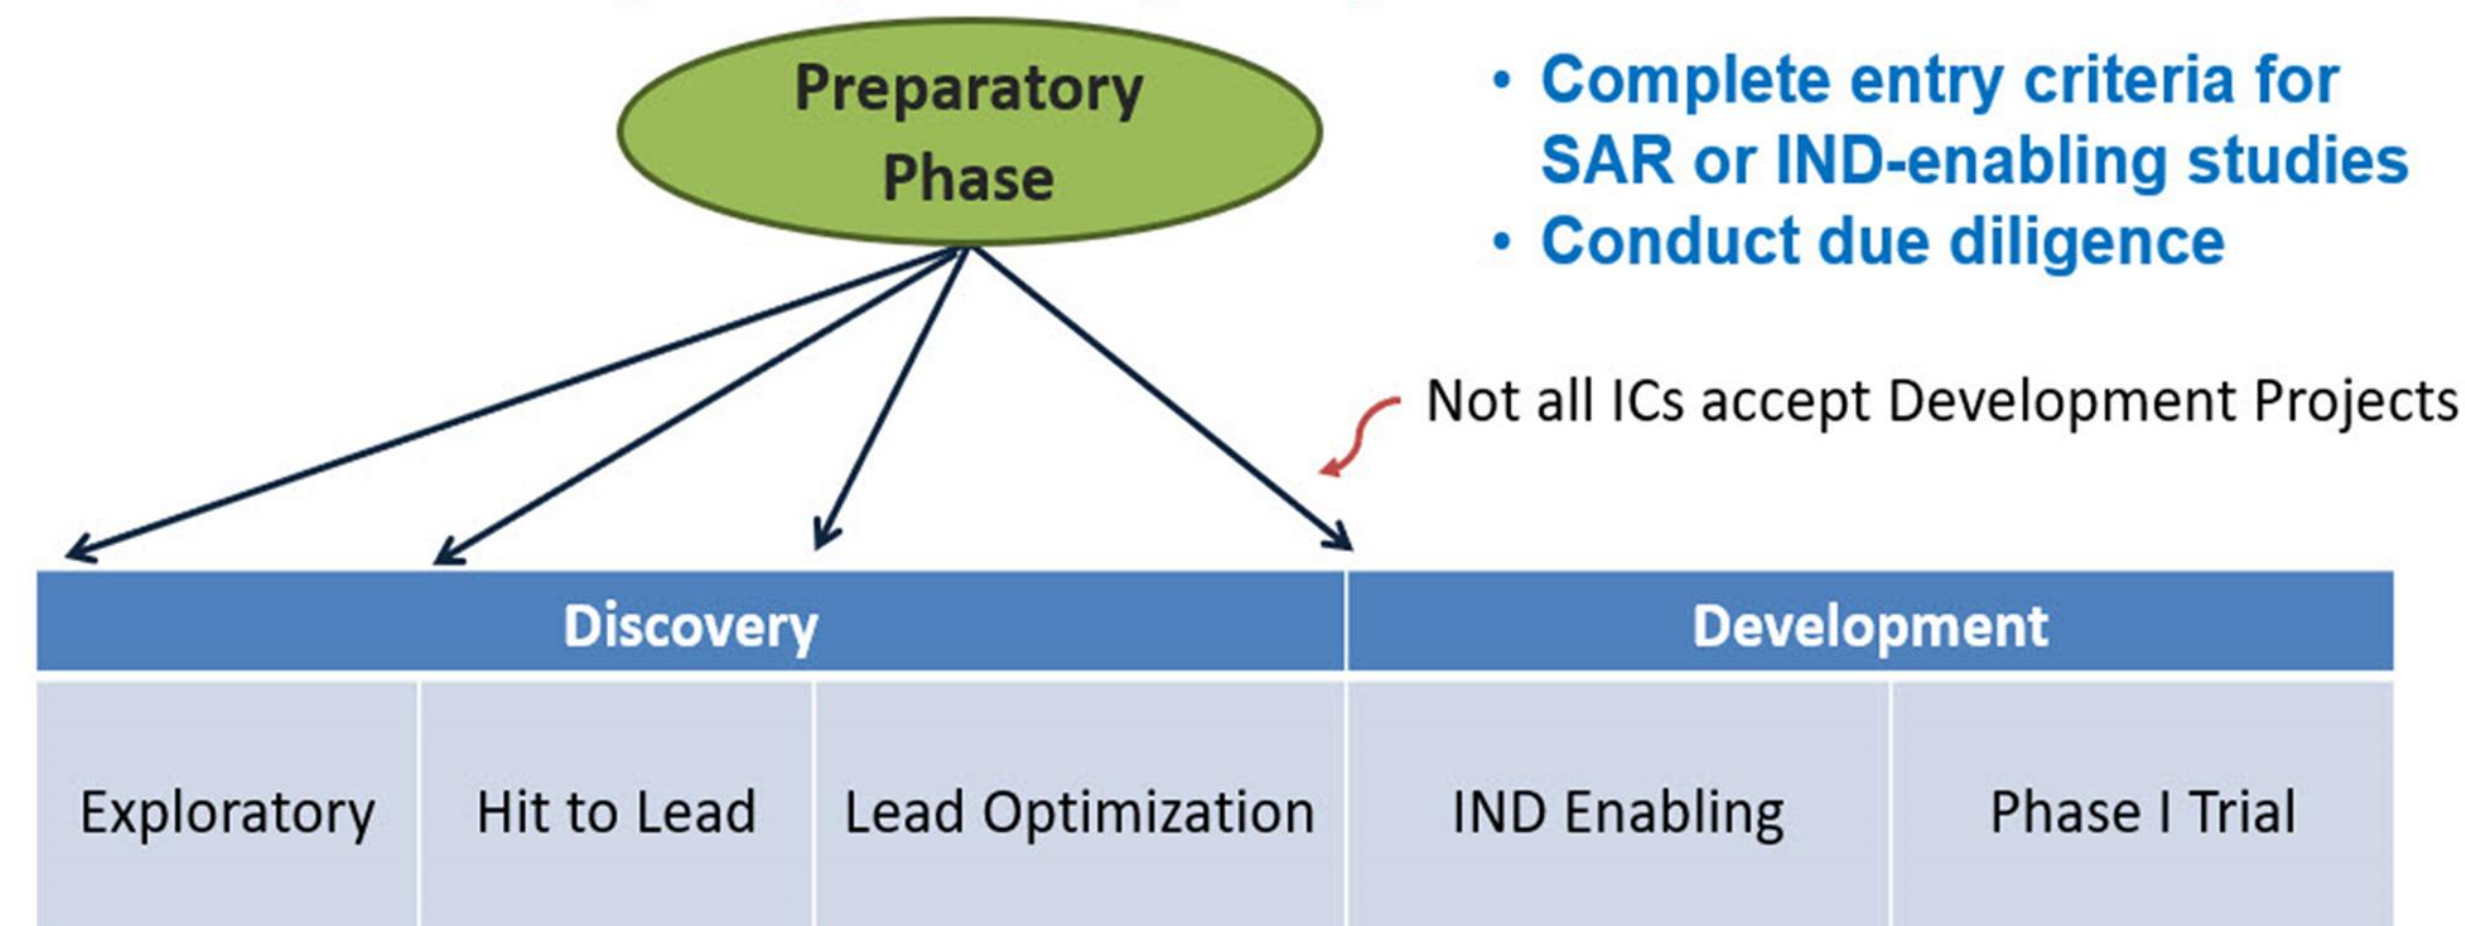 Preparatory
Phase
• Complete entry criteria for
SAR or IND-enabling studies
• Conduct due diligence
Not all ICs accept Development Projects
Discovery
Development
Exploratory
Hit to Lead
Lead Optimization
IND Enabling
Phase I Trial